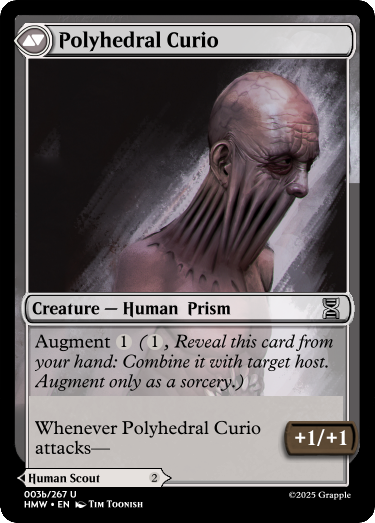 Polyhedral Curio
Creature — Human Prism
Augment 1 (1, Reveal this card from
your hand: Combine it with target host.
Augment only as a sorcery.)
Whenever Polyhedral Curio
attacks—
+1/+1
Human Scout 2
003b/267 U
HMW • EN Tim Toonish
©2025 Grapple